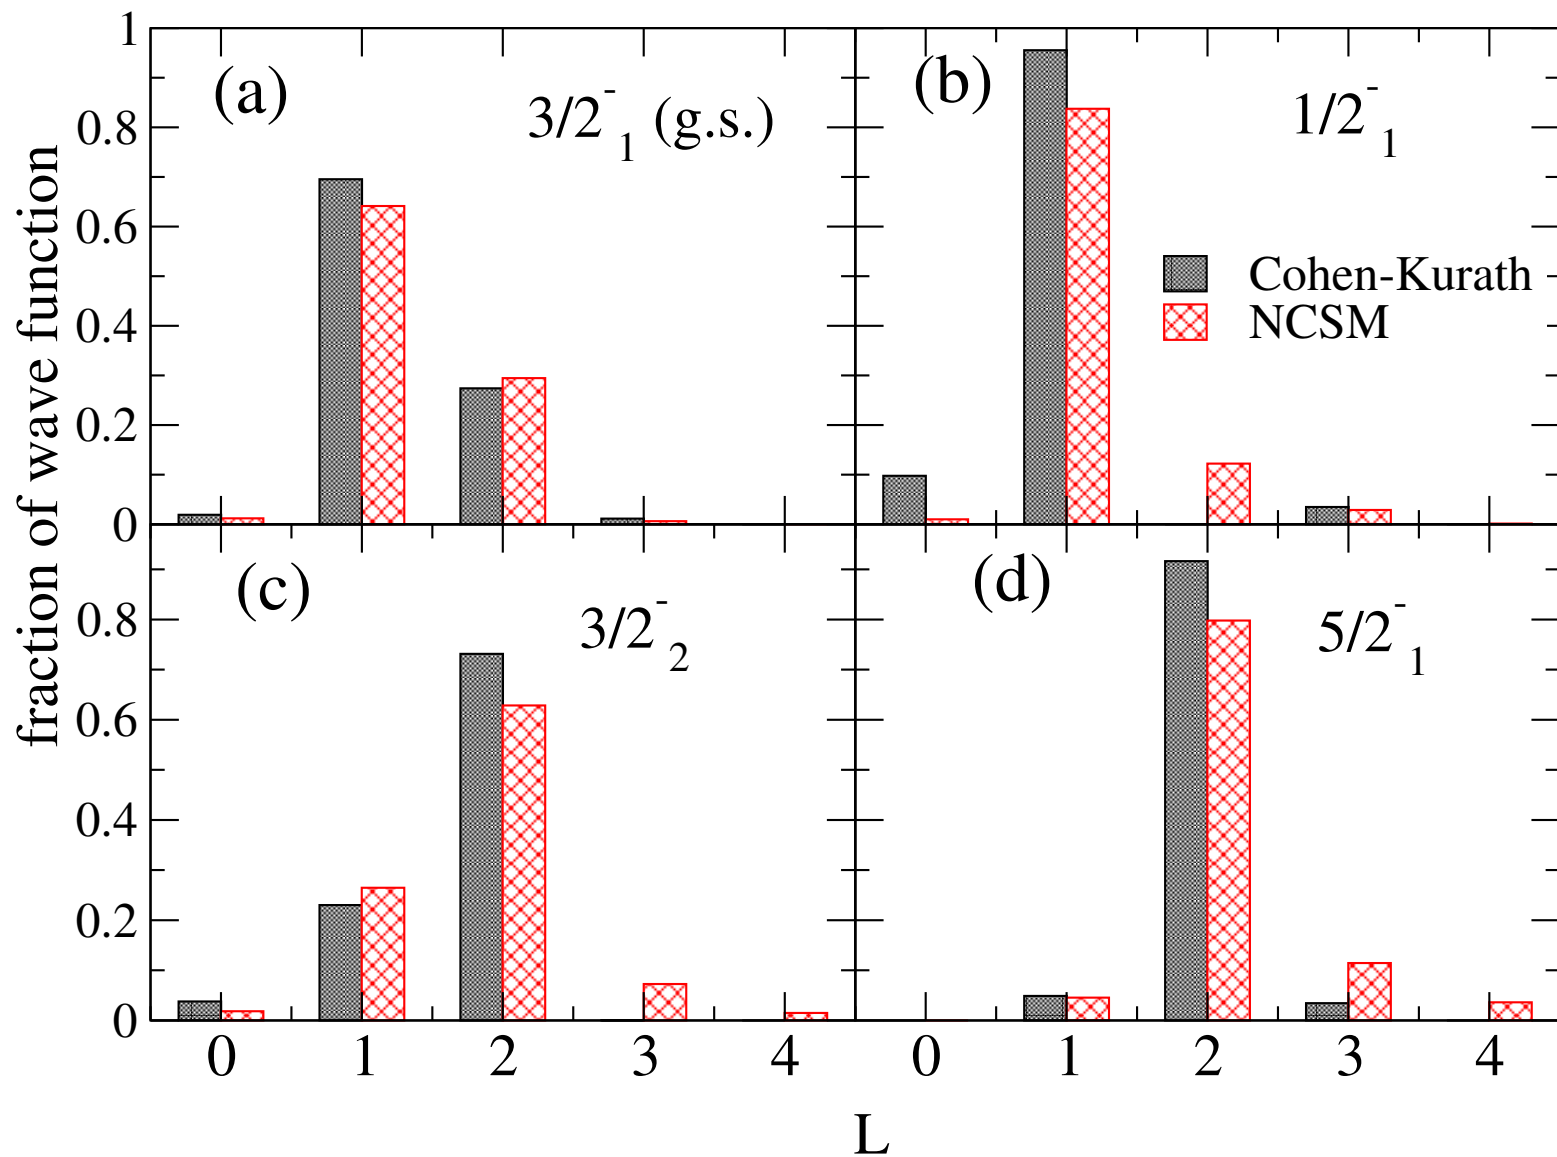 fraction of wave function
1
0.8
0.6
0.4
0.2
0
(a)
3/2⁻₁ (g.s.)
(b)
1/2⁻₁
Cohen-Kurath
NCSM
0.8
0.6
0.4
0.2
0
(c)
3/2⁻₂
(d)
5/2⁻₁
0 1 2 3 4 0 1 2 3 4
L